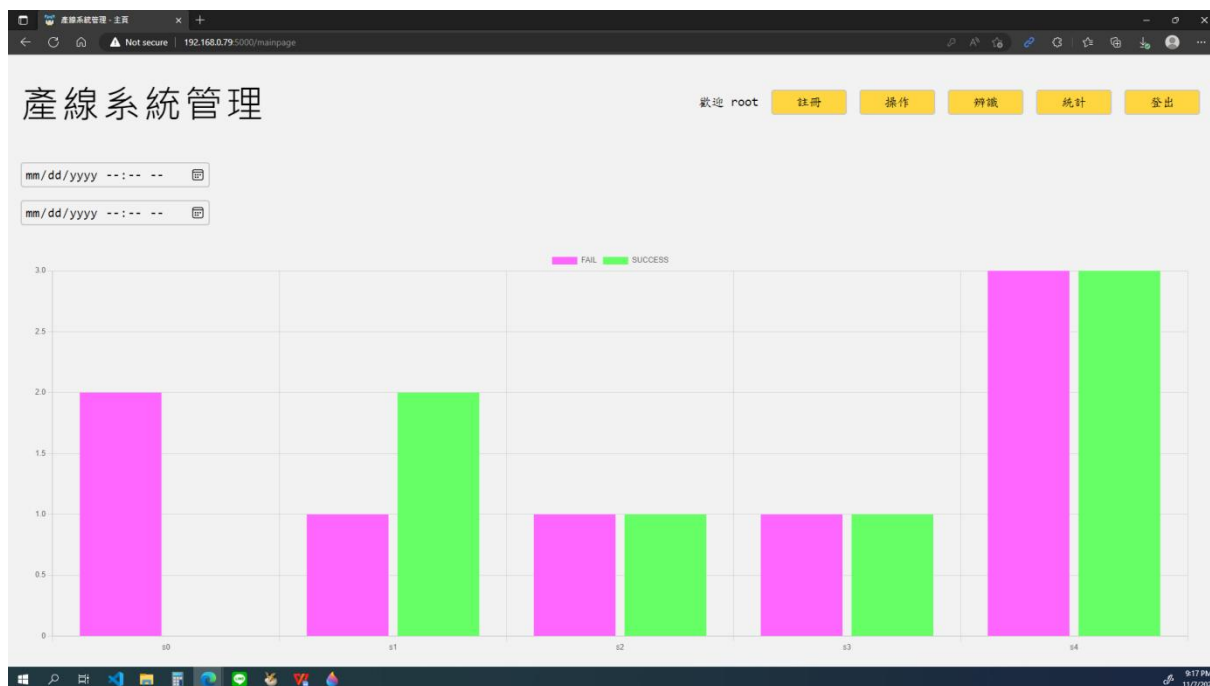 產線系統管理 - 主頁
Not secure | 192.168.0.79:5000/mainpage
產線系統管理
歡迎 root 註冊 操作 辨識 統計 登出
mm/dd/yyyy --:-- --
mm/dd/yyyy --:-- --
FAIL SUCCESS
3.0
2.5
2.0
1.5
1.0
0.5
0
s0 s1 s2 s3 s4
9:17 PM